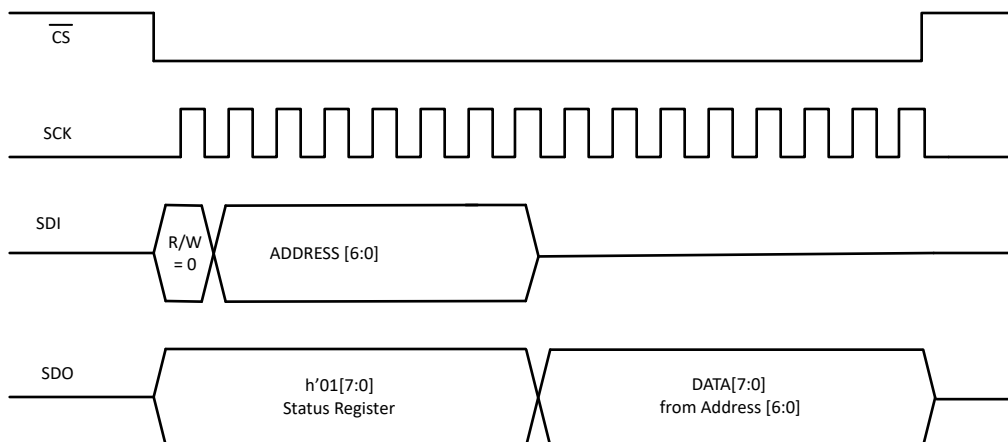 CS
SCK
SDI
R/W
= 0
ADDRESS [6:0]
SDO
h’01[7:0]
Status Register
DATA[7:0]
from Address [6:0]